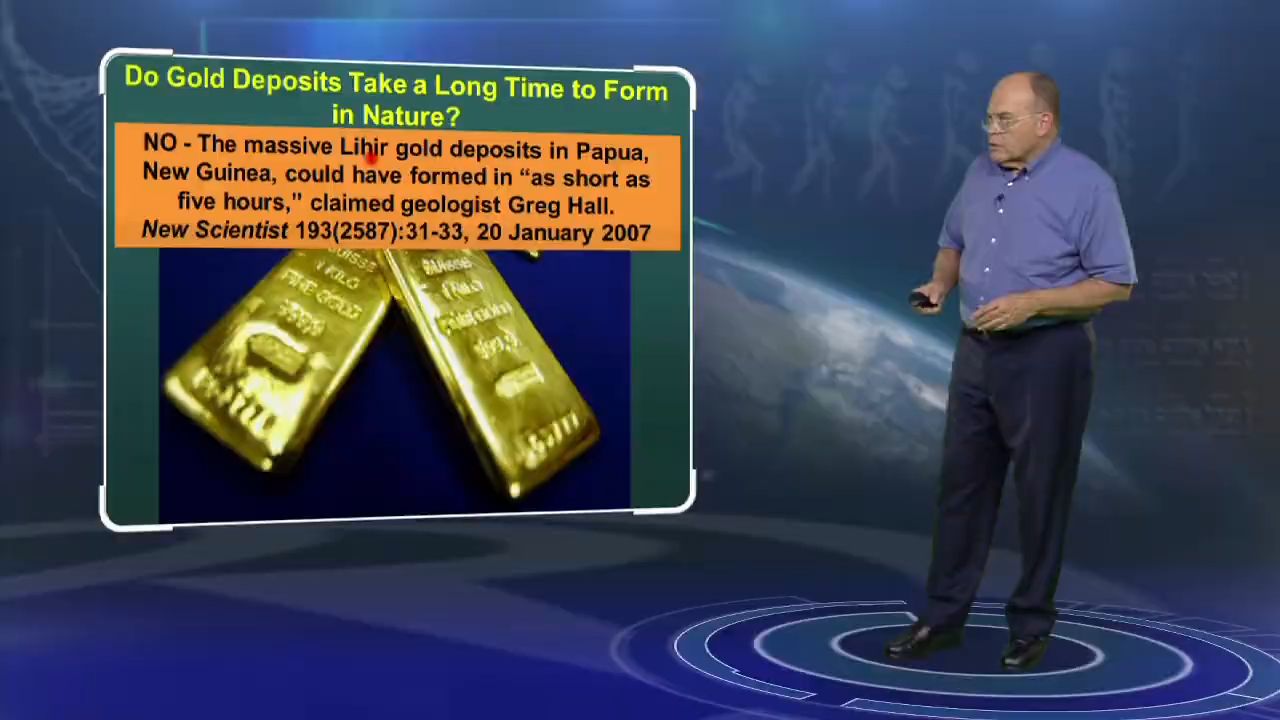 Do Gold Deposits Take a Long Time to Form
in Nature?
NO - The massive Lihir gold deposits in Papua,
New Guinea, could have formed in “as short as
five hours,” claimed geologist Greg Hall.
New Scientist 193(2587):31-33, 20 January 2007
SUISSE
1 KILO
FINE GOLD